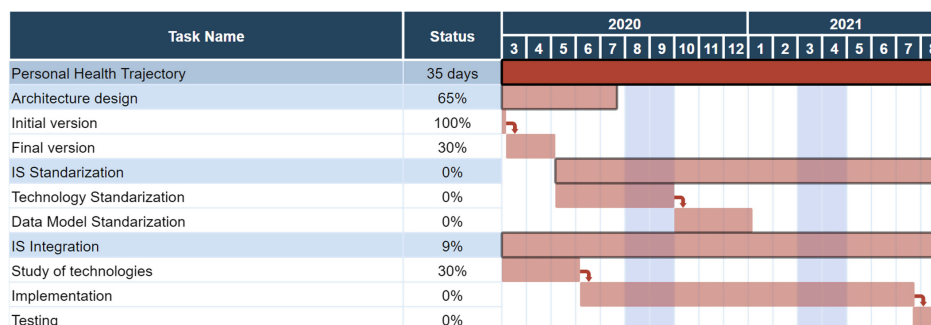 Task Name Status 2020 2021
3 4 5 6 7 8 9 10 11 12 1 2 3 4 5 6 7 8
Personal Health Trajectory 35 days
Architecture design 65%
Initial version 100%
Final version 30%
IS Standarization 0%
Technology Standarization 0%
Data Model Standarization 0%
IS Integration 9%
Study of technologies 30%
Implementation 0%
Testing 0%